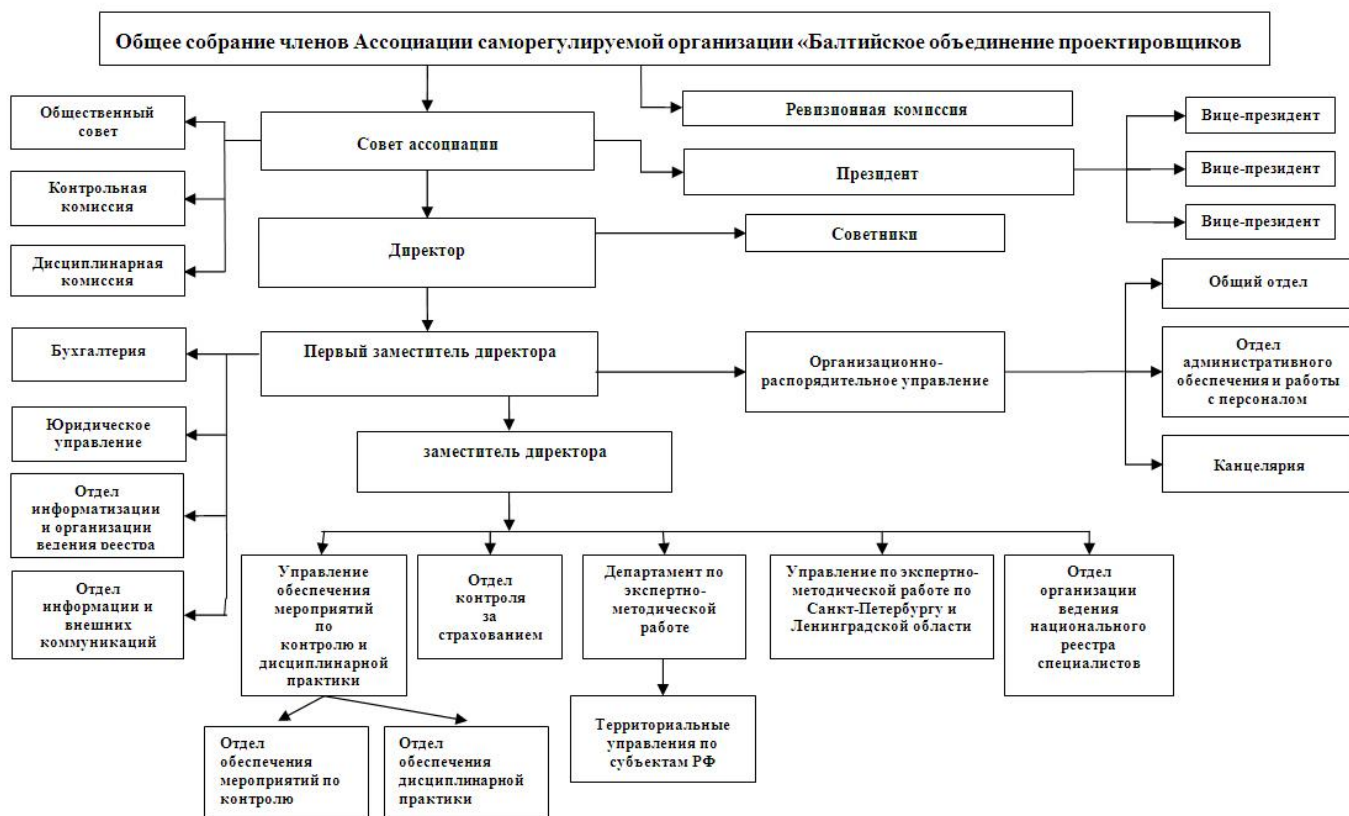 Общее собрание членов Ассоциации саморегулируемой организации «Балтийское объединение проектировщиков
Общественный
совет
Контрольная
комиссия
Дисциплинарная
комиссия
Совет ассоциации
Ревизионная комиссия
Президент
Вице-президент
Вице-президент
Вице-президент
Директор
Советники
Первый заместитель директора
Бухгалтерия
Юридическое
управление
Отдел
информатизации
и организации
ведения реестра
Отдел
информации и
внешних
коммуникаций
Организационно-
распорядительное управление
Общий отдел
Отдел
административного
обеспечения и работы
с персоналом
Канцелярия
заместитель директора
Управление
обеспечения
мероприятий
по
контролю и
дисциплинарной
практики
Отдел
контроля
за
страхованием
Департамент по
экспертно-
методической
работе
Управление по экспертно-
методической работе по
Санкт-Петербургу и
Ленинградской области
Отдел
организации
ведения
национального
реестра
специалистов
Отдел
обеспечения
мероприятий по
контролю
Отдел
обеспечения
дисциплинарной
практики
Территориальные
управления по
субъектам РФ